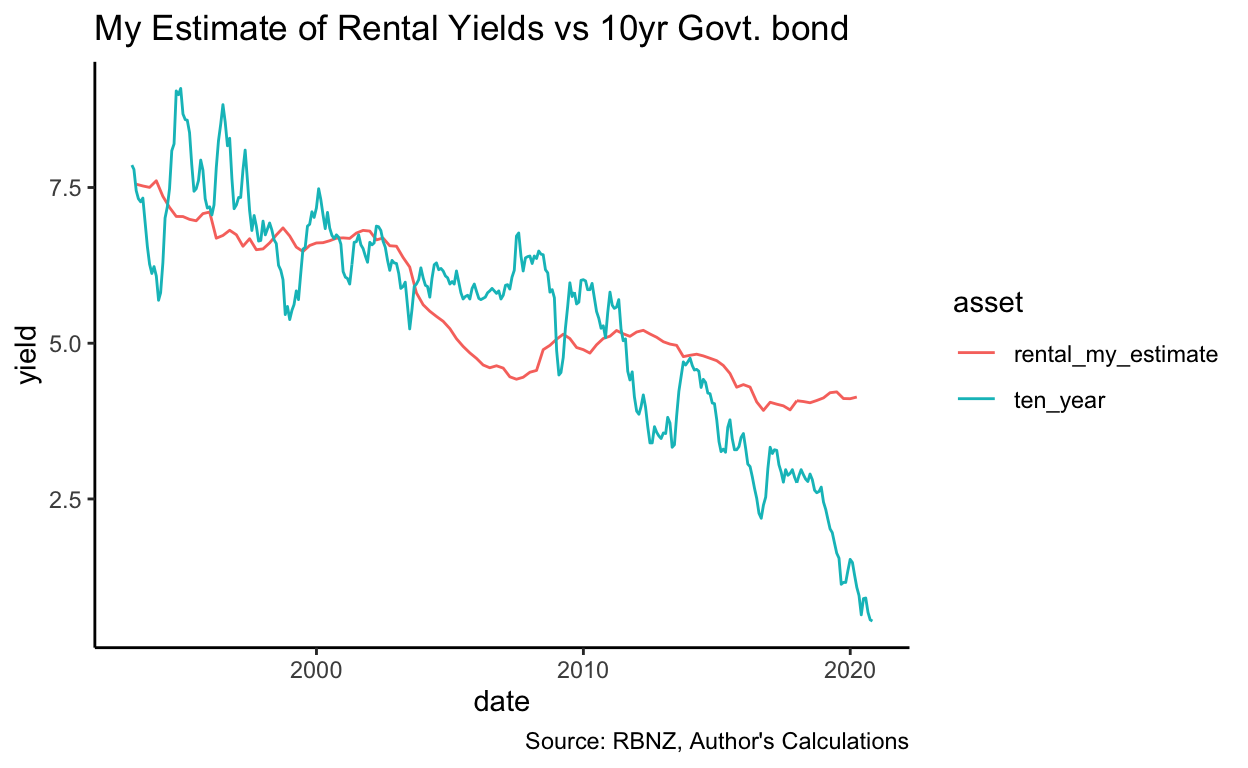 My Estimate of Rental Yields vs 10yr Govt. bond
yield
7.5
5.0
2.5
2000 2010 2020
date
asset
rental_my_estimate
ten_year
Source: RBNZ, Author's Calculations